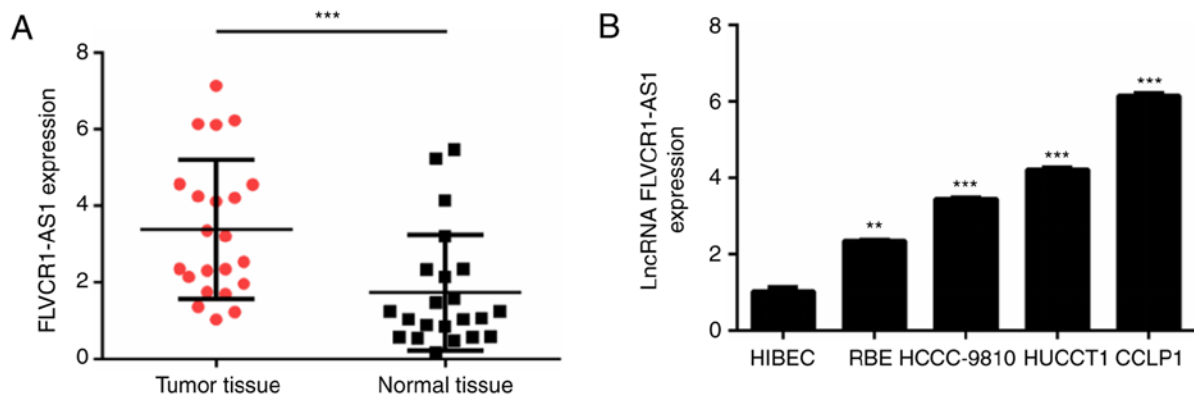 A
***
FLVCR1-AS1 expression
8
6
4
2
0
Tumor tissue
Normal tissue
B
LncRNA FLVCR1-AS1
expression
8
6
4
2
0
**
***
***
***
HIBEC
RBE
HCCC-9810
HUCCT1
CCLP1